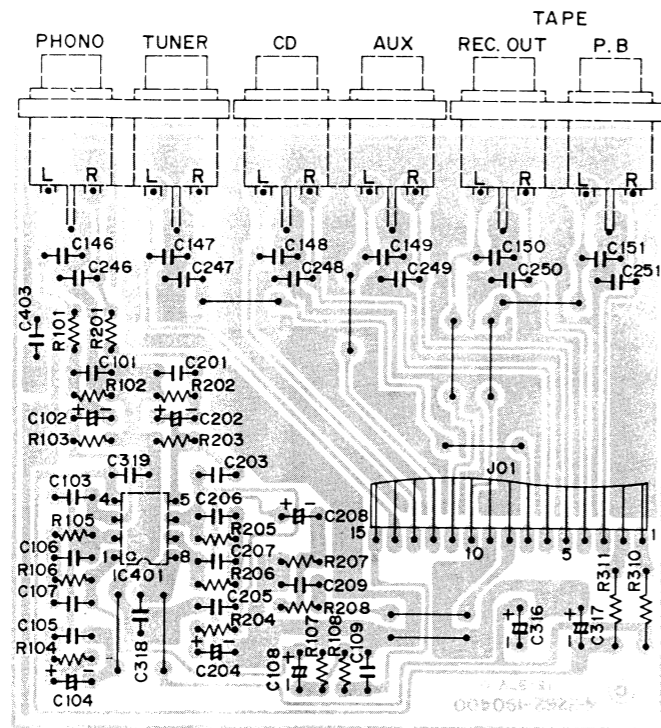 TAPE
PHONO TUNER CD AUX REC. OUT P.B
L R L R L R L R L R L R
C146 C147 C148 C149 C150 C151
C246 C247 C248 C249 C250 C251
C403 R101 R201
C101 C201
R102 R202
C102 + - + - C202
R103 R203
C319 C203
J01
C103 4 5
C206 + - C208
R105 R205 15 10 5 1
C106 1 8 C207 R207
IC401
R106 R206 C209 R311 R310
C107 C205 R208
C105 C318 R204 R107 R108 C109 + C316 - + C317 -
R104 + C204 C108 + -
+ - C104